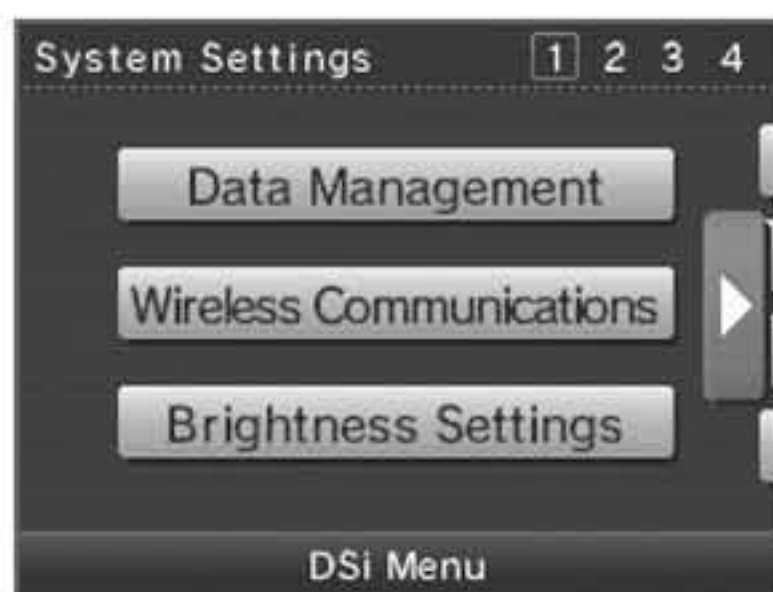 System Settings 1 2 3 4
Data Management
Wireless Communications
Brightness Settings
DSi Menu